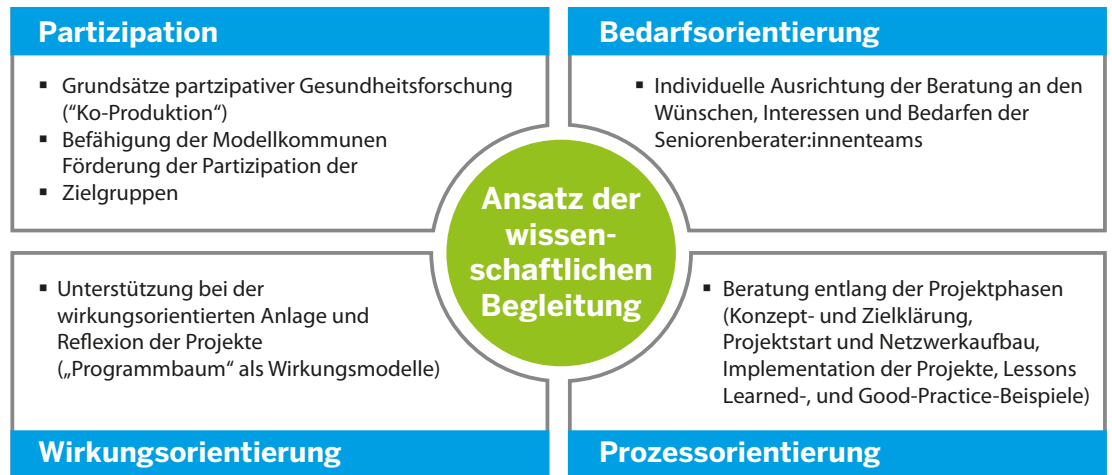 Partizipation
▪ Grundsätze partzipativer Gesundheitsforschung
(“Ko-Produktion“)
▪ Befähigung der Modellkommunen
Förderung der Partizipation der
▪ Zielgruppen
Bedarfsorientierung
▪ Individuelle Ausrichtung der Beratung an den
Wünschen, Interessen und Bedarfen der
Seniorenberater:innenteams
Ansatz der
wissen-
schaftlichen
Begleitung
▪ Unterstützung bei der
wirkungsorientierten Anlage und
Reflexion der Projekte
(„Programmbaum“ als Wirkungsmodelle)
Wirkungsorientierung
▪ Beratung entlang der Projektphasen
(Konzept- und Zielklärung,
Projektstart und Netzwerkaufbau,
Implementation der Projekte, Lessons
Learned-, und Good-Practice-Beispiele)
Prozessorientierung